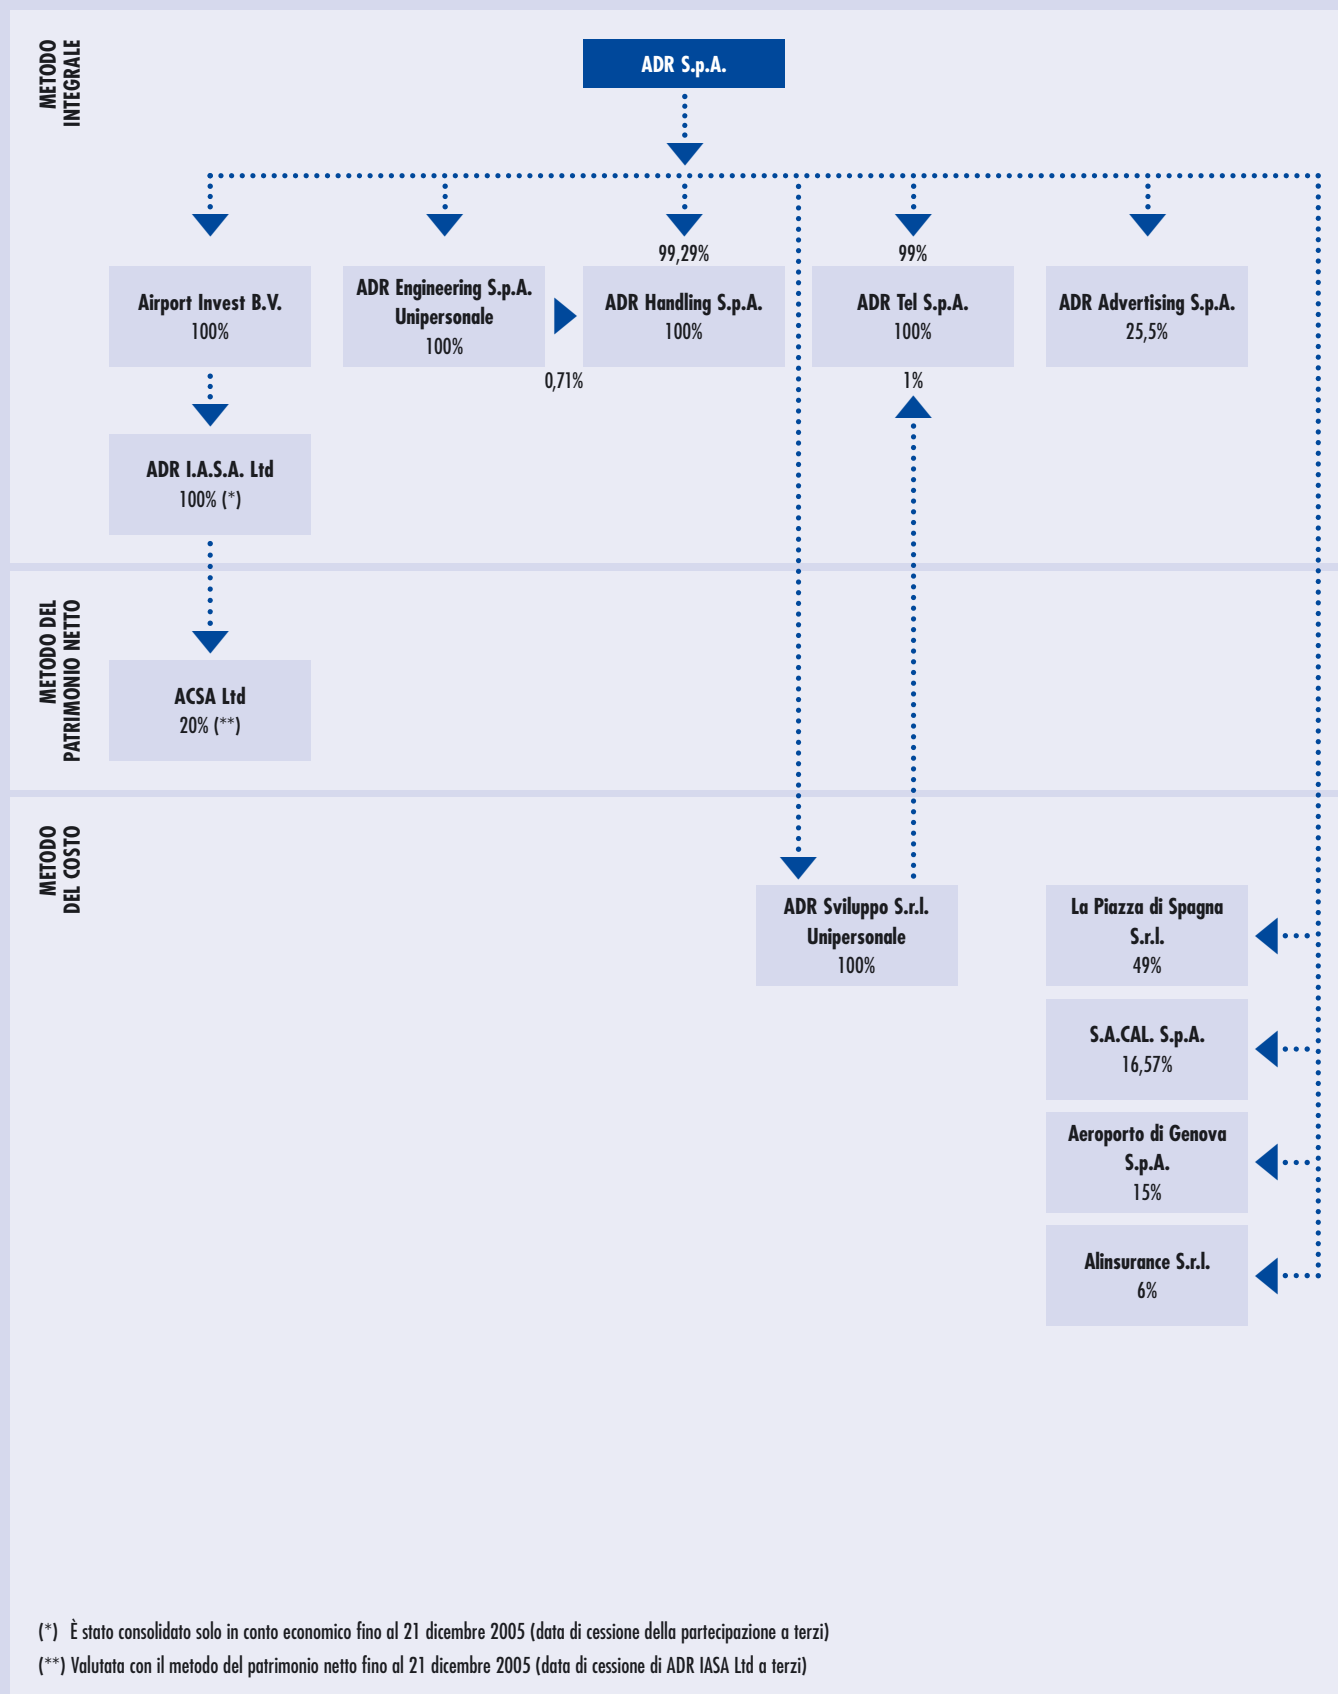 METODO
INTEGRALE
ADR S.p.A.
99,29%
99%
Airport Invest B.V.
100%
ADR Engineering S.p.A.
Unipersonale
100%
ADR Handling S.p.A.
100%
ADR Tel S.p.A.
100%
ADR Advertising S.p.A.
25,5%
0,71%
1%
ADR I.A.S.A. Ltd
100% (*)
METODO DEL
PATRIMONIO NETTO
ACSA Ltd
20% (**)
METODO
DEL COSTO
ADR Sviluppo S.r.l.
Unipersonale
100%
La Piazza di Spagna
S.r.l.
49%
S.A.CAL. S.p.A.
16,57%
Aeroporto di Genova
S.p.A.
15%
Alinsurance S.r.l.
6%
(*) È stato consolidato solo in conto economico fino al 21 dicembre 2005 (data di cessione della partecipazione a terzi)
(**) Valutata con il metodo del patrimonio netto fino al 21 dicembre 2005 (data di cessione di ADR IASA Ltd a terzi)